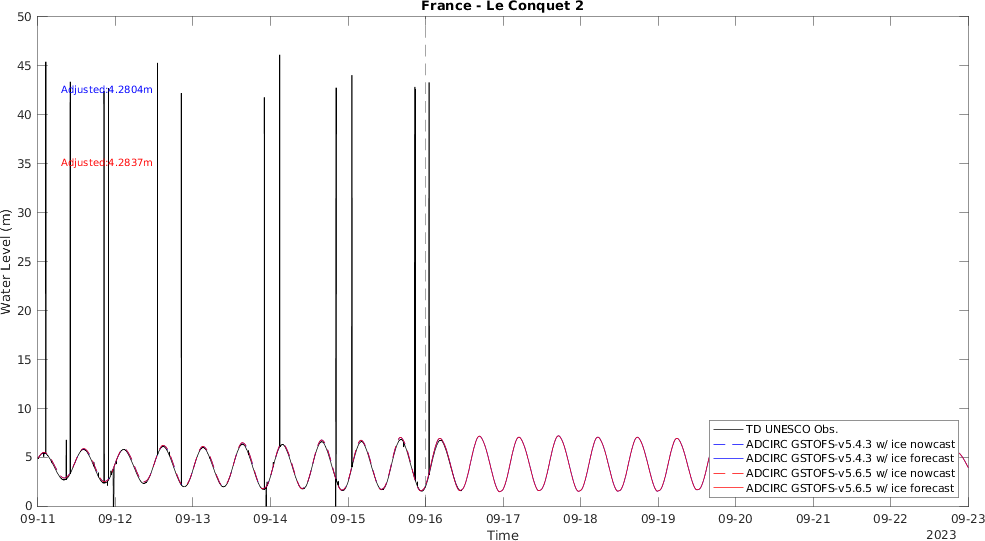 France - Le Conquet 2
50
45
40
35
30
25
20
15
10
5
0
Water Level (m)
Adjusted:4.2804m
Adjusted:4.2837m
TD UNESCO Obs.
ADCIRC GSTOFS-v5.4.3 w/ ice nowcast
ADCIRC GSTOFS-v5.4.3 w/ ice forecast
ADCIRC GSTOFS-v5.6.5 w/ ice nowcast
ADCIRC GSTOFS-v5.6.5 w/ ice forecast
09-11 09-12 09-13 09-14 09-15 09-16 09-17 09-18 09-19 09-20 09-21 09-22 09-23
Time
2023